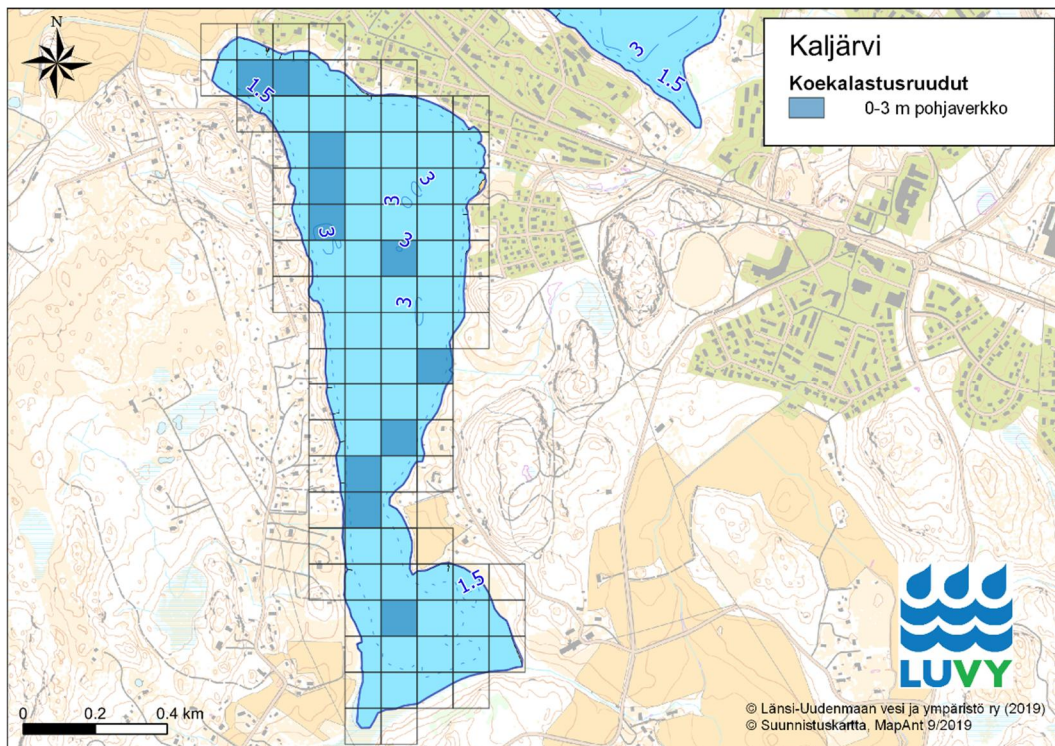 N
Kaljärvi
Koekalastusruudut
0-3 m pohjaverkko
3
1.5
1.5
3
3
3
3
3
1.5
LUVY
0 0.2 0.4 km
© Länsi-Uudenmaan vesi ja ympäristö ry (2019)
© Suunnistuskartta, MapAnt 9/2019